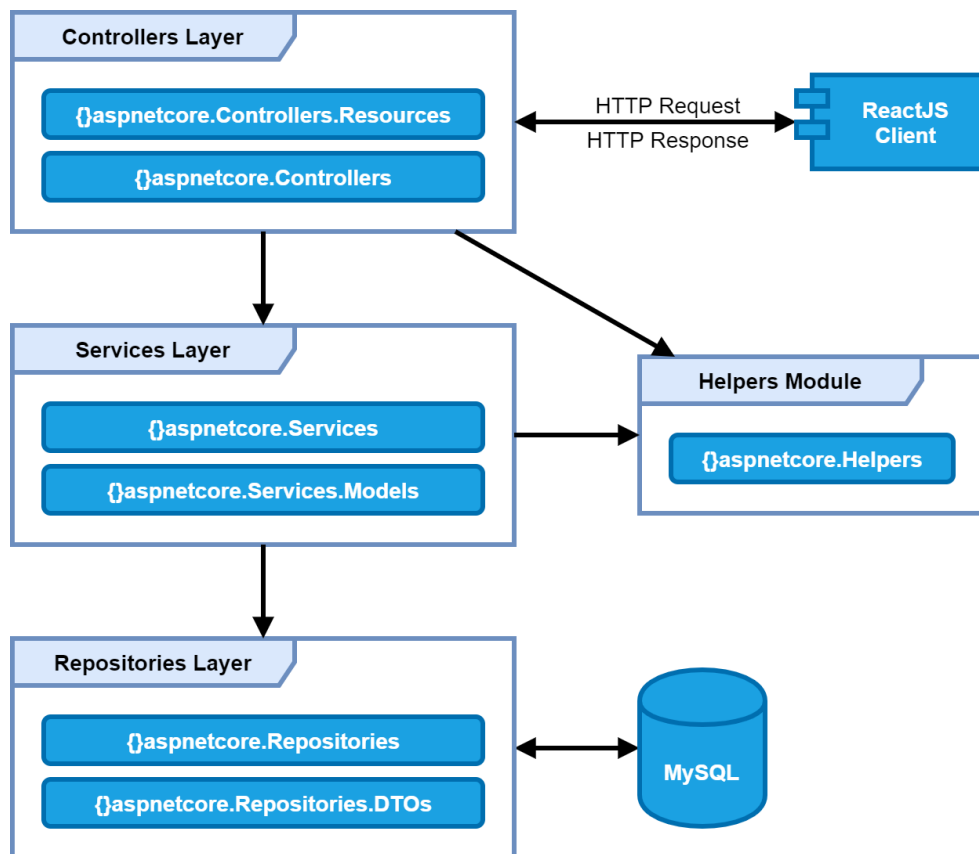 Controllers Layer
{}aspnetcore.Controllers.Resources
{}aspnetcore.Controllers
HTTP Request
HTTP Response
ReactJS
Client
Services Layer
{}aspnetcore.Services
{}aspnetcore.Services.Models
Helpers Module
{}aspnetcore.Helpers
Repositories Layer
{}aspnetcore.Repositories
{}aspnetcore.Repositories.DTOs
MySQL